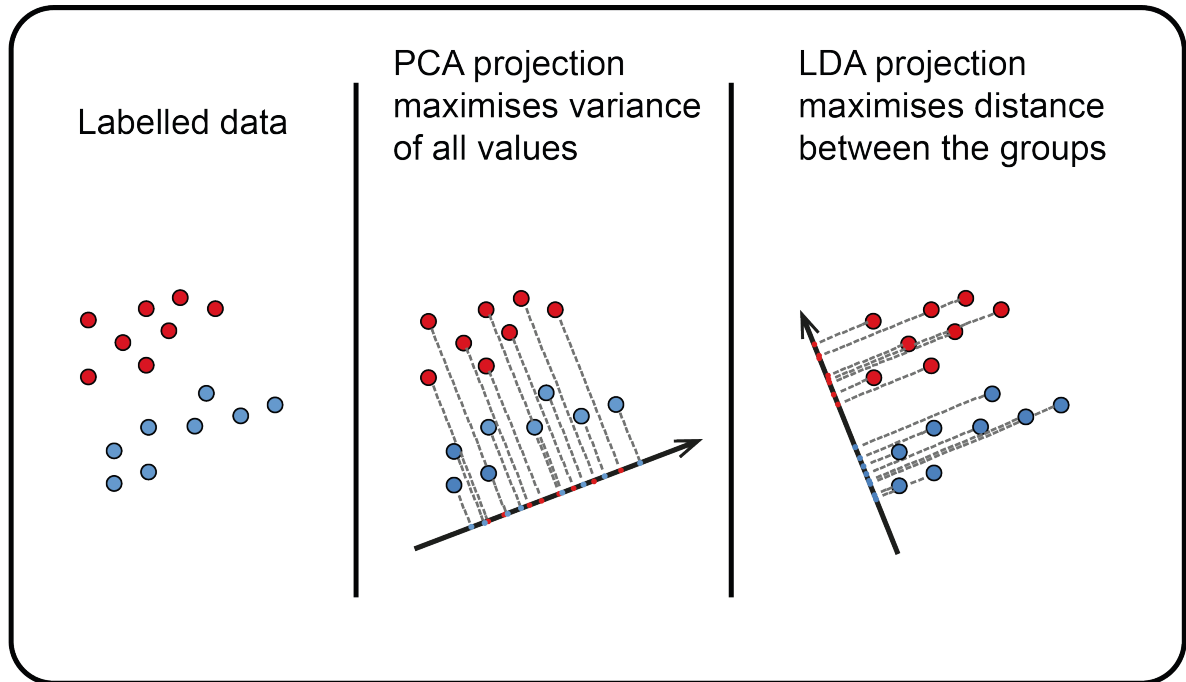 Labelled data
PCA projection
maximises variance
of all values
LDA projection
maximises distance
between the groups